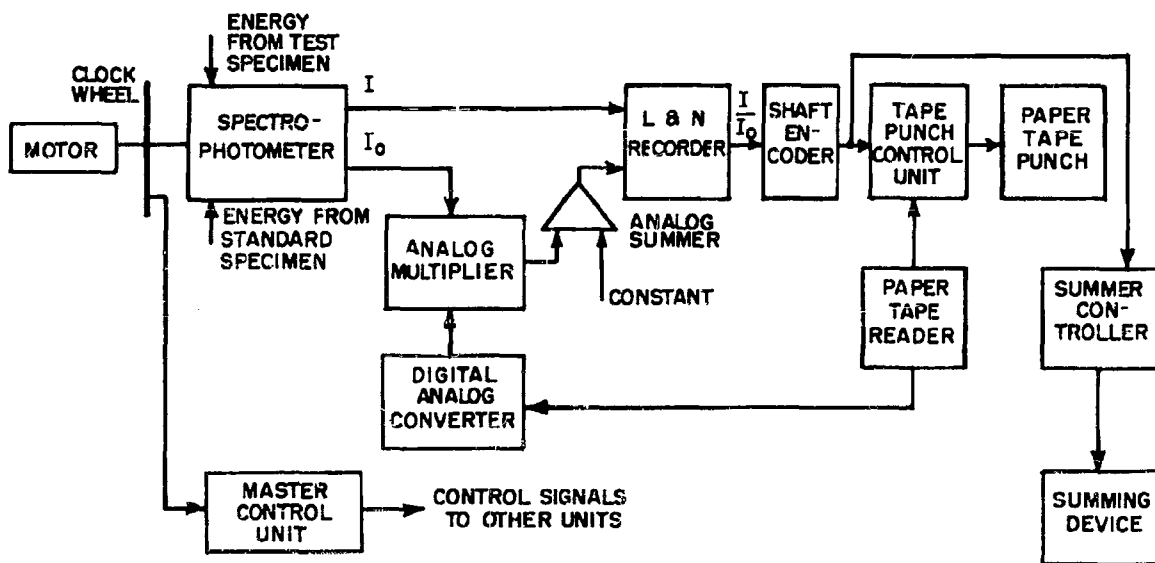 ENERGY
FROM TEST
SPECIMEN
CLOCK
WHEEL
MOTOR
SPECTRO-
PHOTOMETER
I
I₀
ENERGY FROM
STANDARD
SPECIMEN
ANALOG
MULTIPLIER
ANALOG
SUMMER
CONSTANT
L & N
RECORDER
I
I₀
SHAFT
EN-
CODER
TAPE
PUNCH
CONTROL
UNIT
PAPER
TAPE
PUNCH
PAPER
TAPE
READER
SUMMER
CON-
TROLLER
DIGITAL
ANALOG
CONVERTER
MASTER
CONTROL
UNIT
CONTROL SIGNALS
TO OTHER UNITS
SUMMING
DEVICE